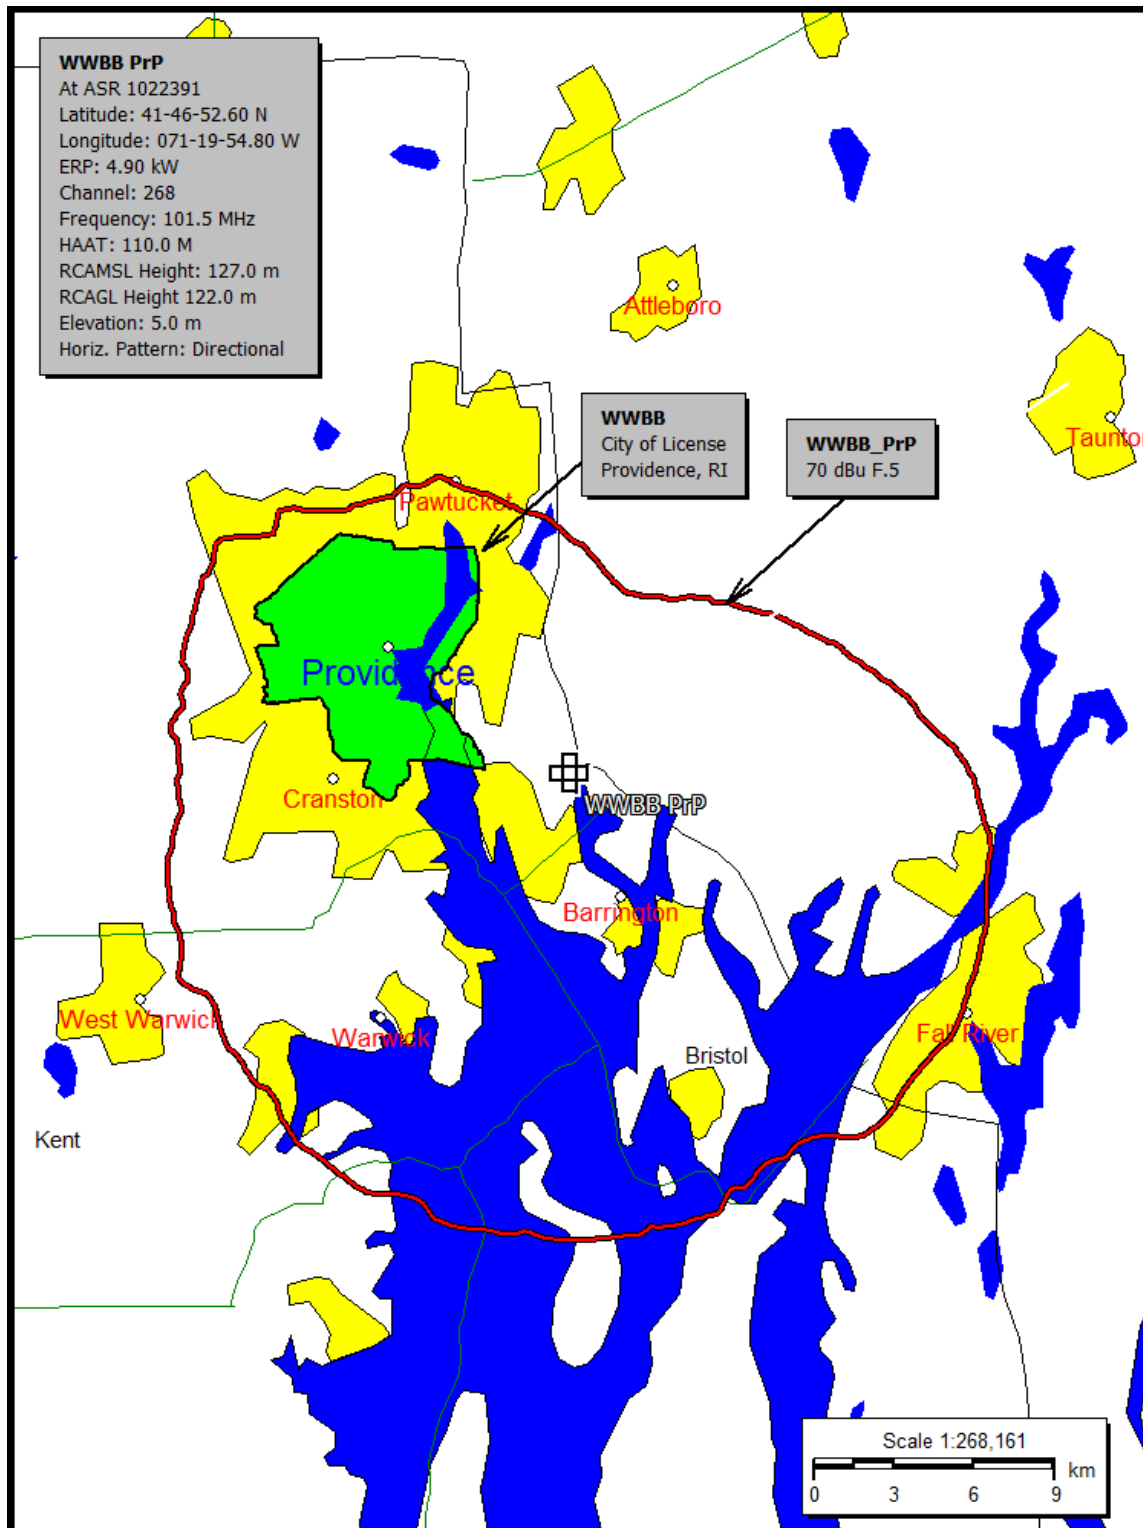 WWBB PrP
At ASR 1022391
Latitude: 41-46-52.60 N
Longitude: 071-19-54.80 W
ERP: 4.90 kW
Channel: 268
Frequency: 101.5 MHz
HAAT: 110.0 M
RCAMSL Height: 127.0 m
RCAGL Height 122.0 m
Elevation: 5.0 m
Horiz. Pattern: Directional
Attleboro
WWBB
City of License
Providence, RI
WWBB_PrP
70 dBu F.5
Taunton
Pawtucket
Providence
Cranston
WWBB PrP
Barrington
West Warwick
Warwick
Fall River
Bristol
Kent
Scale 1:268,161
km
0 3 6 9